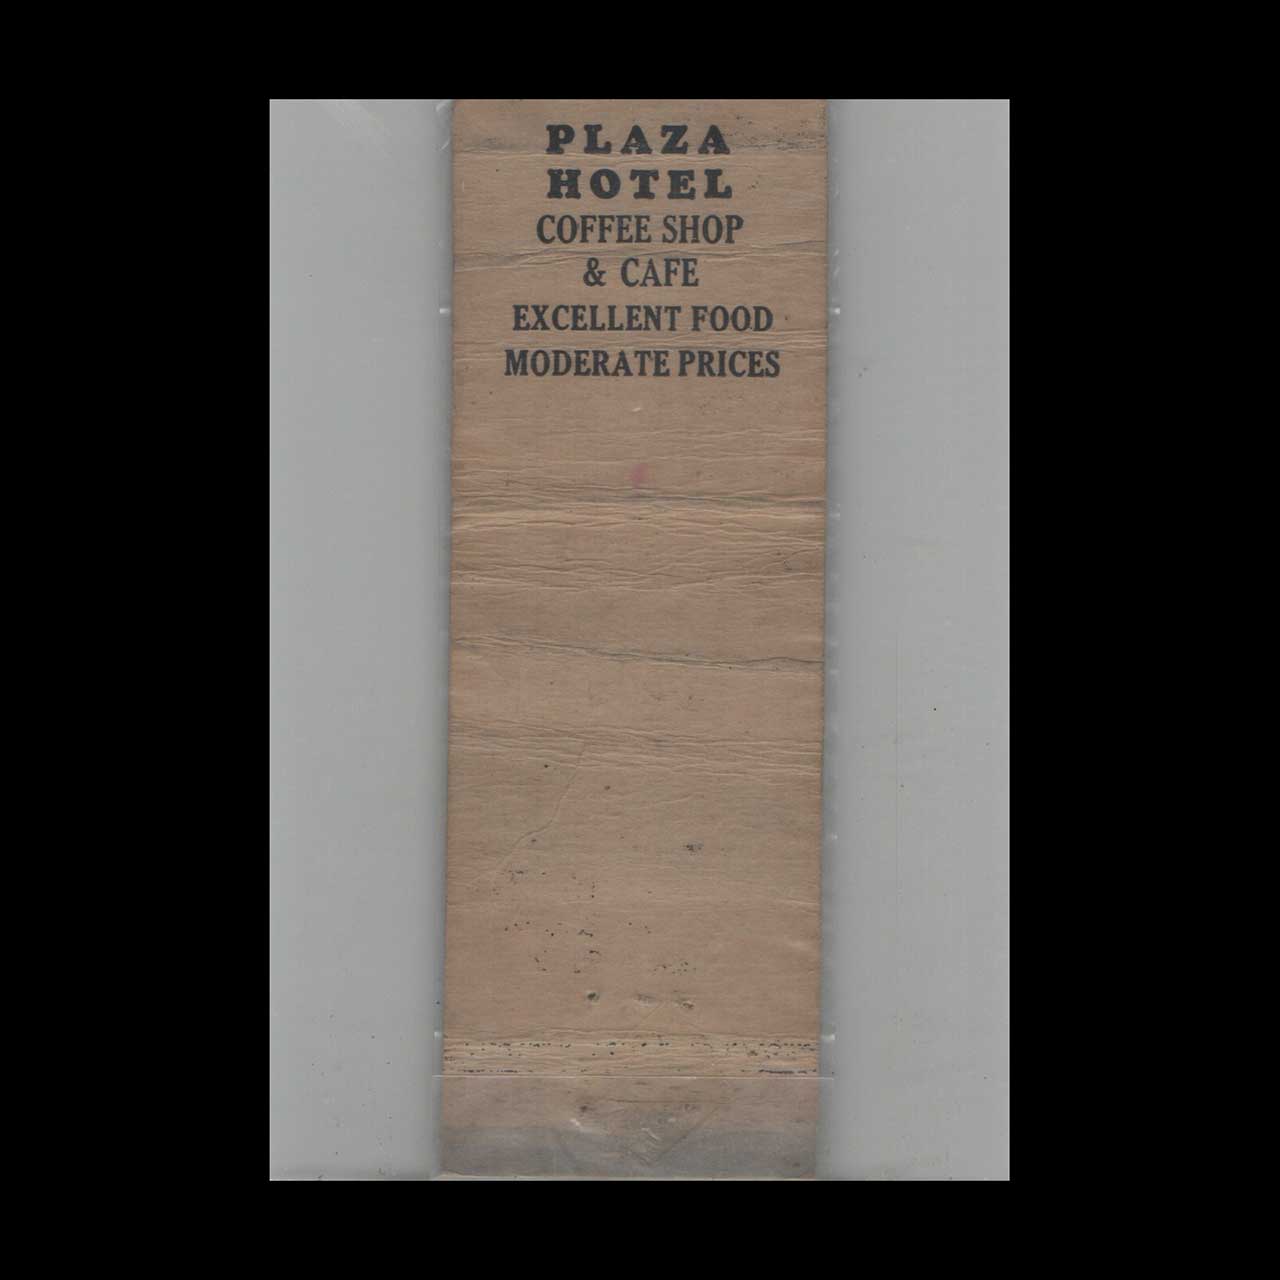 PLAZA
HOTEL
COFFEE SHOP
& CAFE
EXCELLENT FOOD
MODERATE PRICES